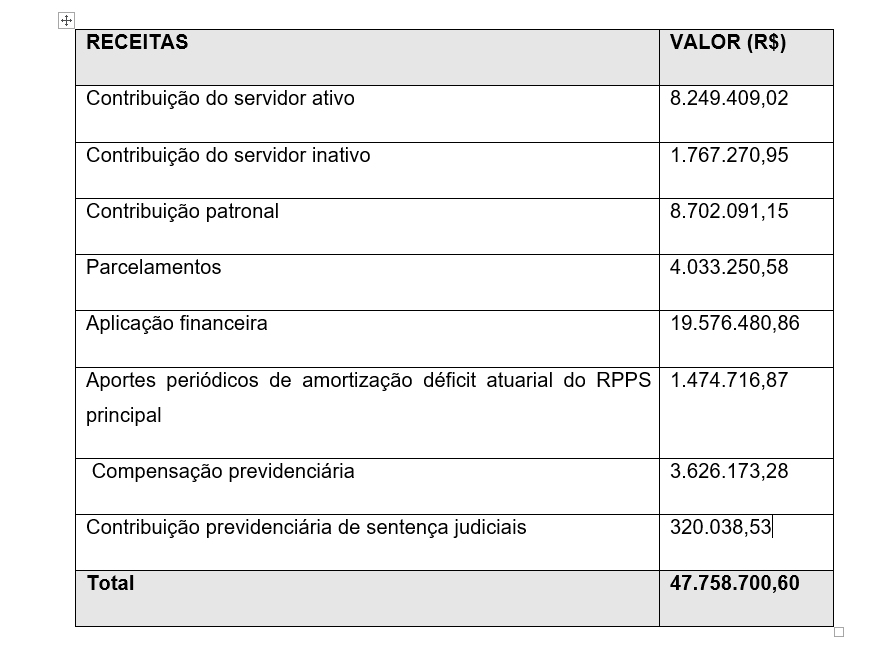 RECEITAS VALOR (R$)
Contribuição do servidor ativo 8.249.409,02
Contribuição do servidor inativo 1.767.270,95
Contribuição patronal 8.702.091,15
Parcelamentos 4.033.250,58
Aplicação financeira 19.576.480,86
Aportes periódicos de amortização déficit atuarial do RPPS 1.474.716,87
principal
Compensação previdenciária 3.626.173,28
Contribuição previdenciária de sentença judiciais 320.038,53
Total 47.758.700,60